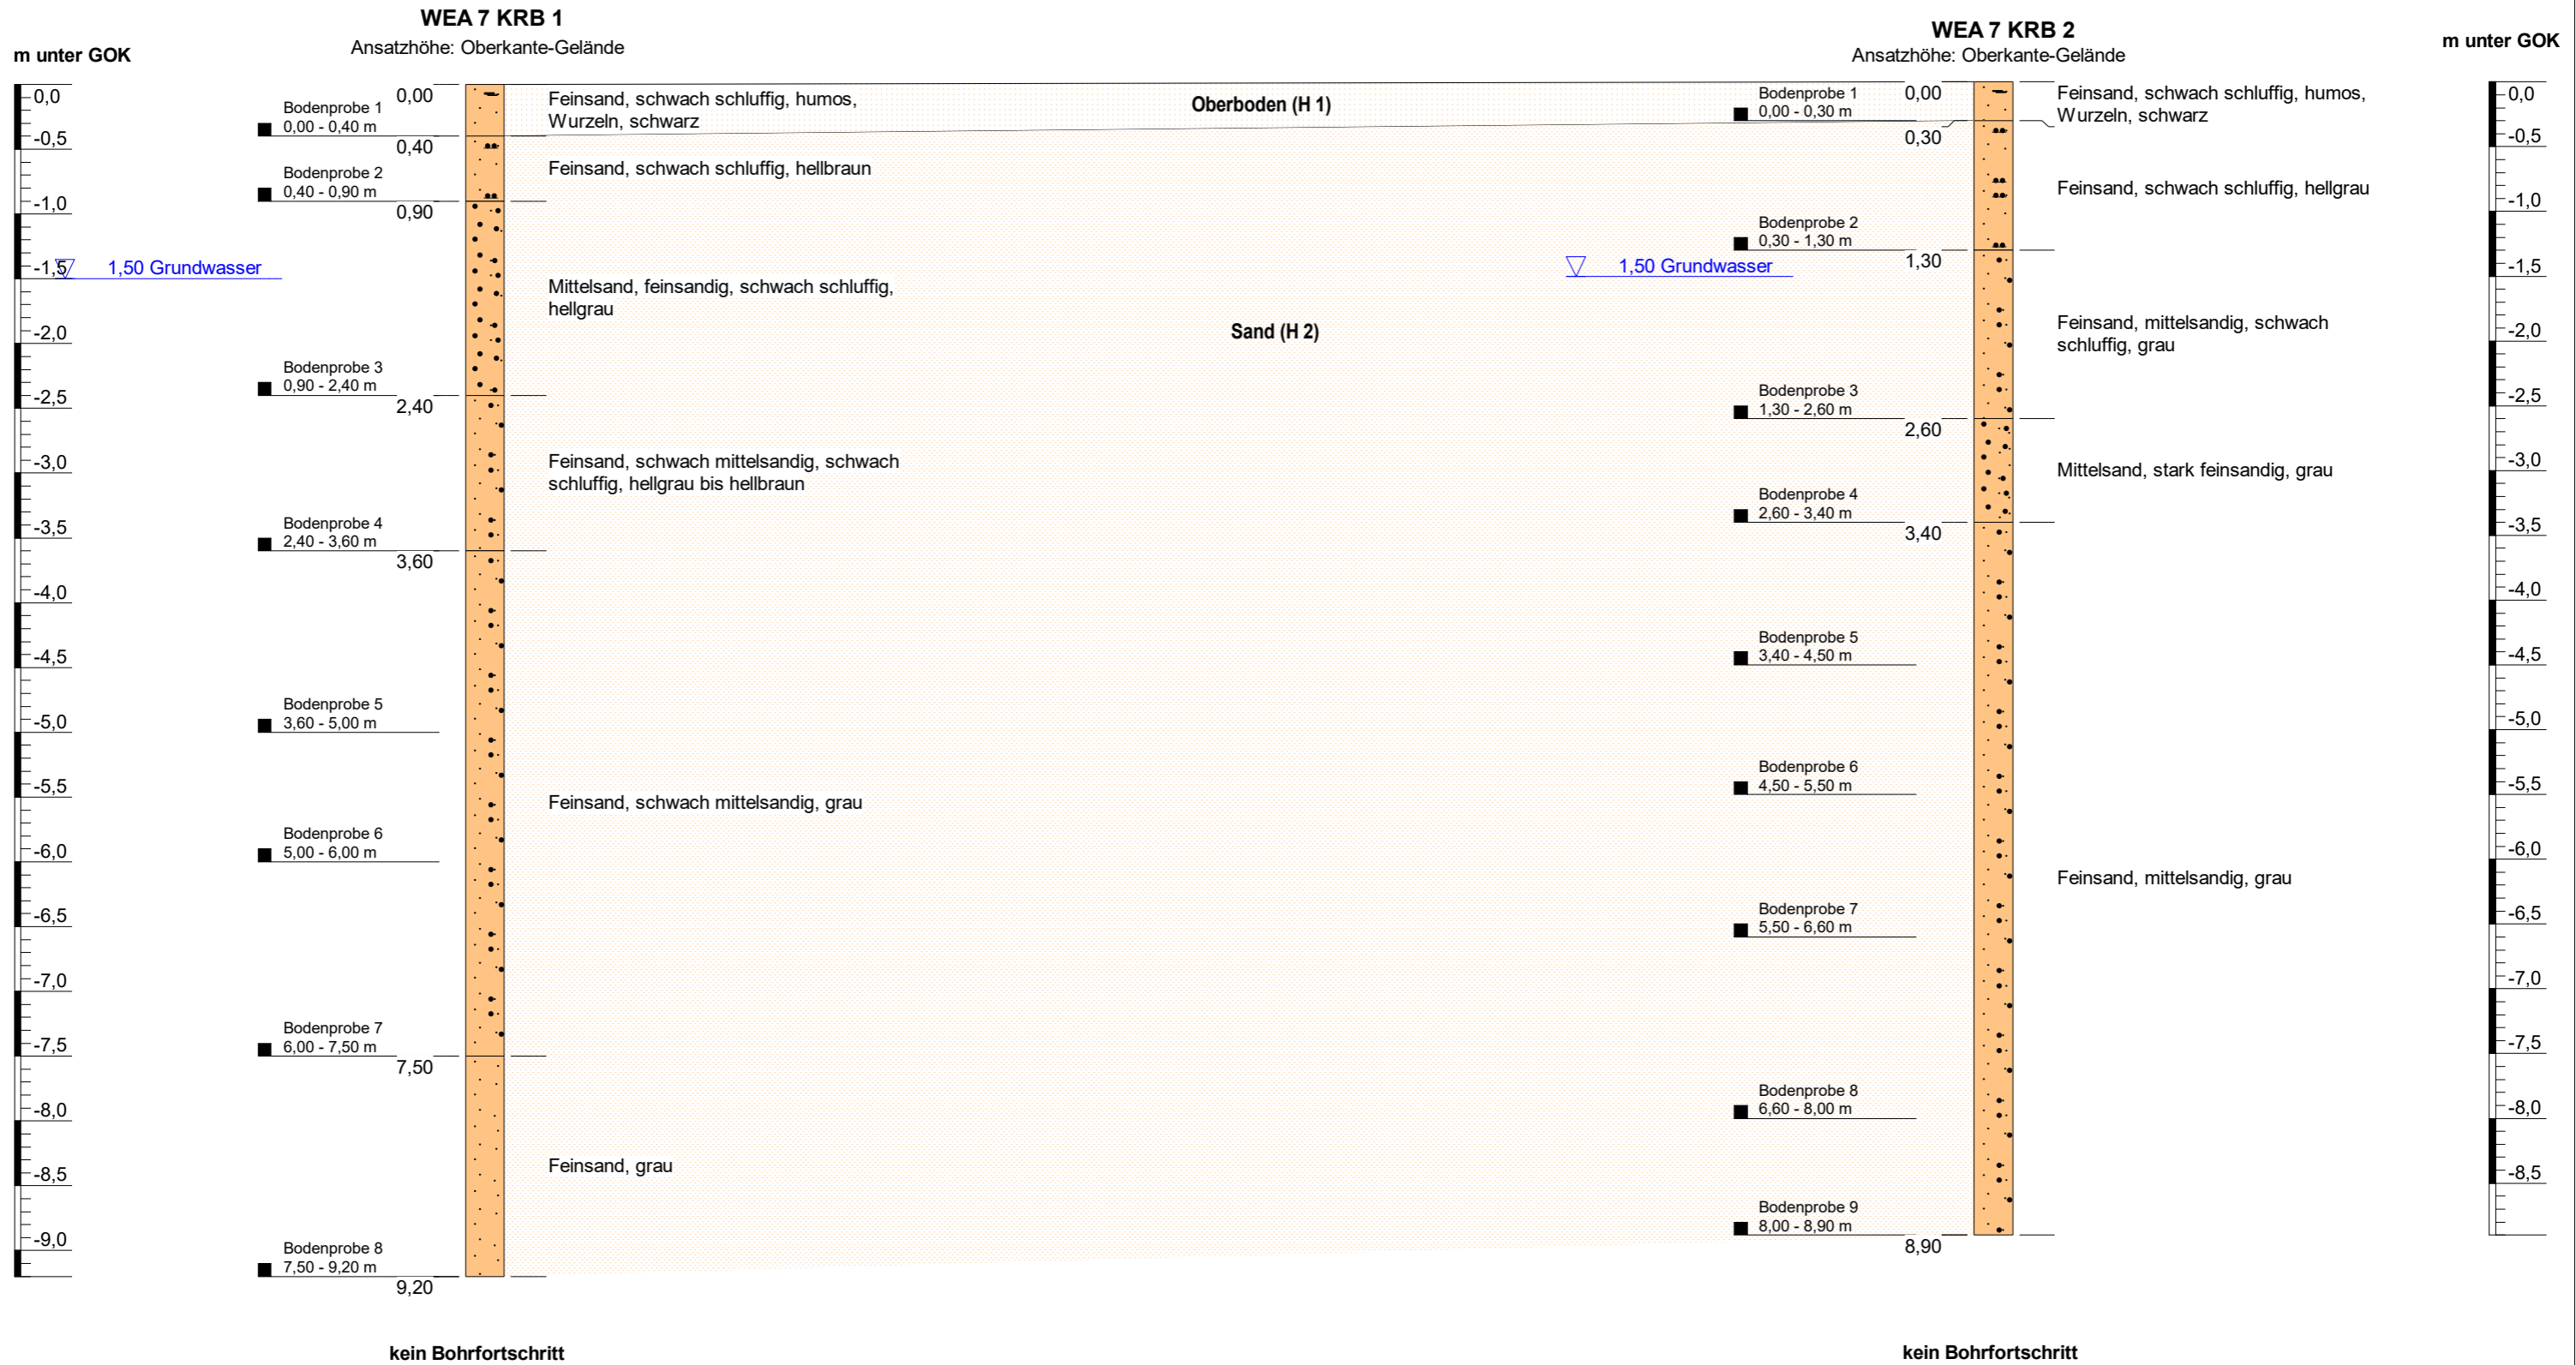 WEA 7 KRB 1
Ansatzhöhe: Oberkante-Gelände
m unter GOK
0,0
-0,5
-1,0
-1,5
-2,0
-2,5
-3,0
-3,5
-4,0
-4,5
-5,0
-5,5
-6,0
-6,5
-7,0
-7,5
-8,0
-8,5
-9,0
1,50 Grundwasser
Bodenprobe 1
0,00 - 0,40 m
Bodenprobe 2
0,40 - 0,90 m
Bodenprobe 3
0,90 - 2,40 m
Bodenprobe 4
2,40 - 3,60 m
Bodenprobe 5
3,60 - 5,00 m
Bodenprobe 6
5,00 - 6,00 m
Bodenprobe 7
6,00 - 7,50 m
Bodenprobe 8
7,50 - 9,20 m
0,00
0,40
0,90
2,40
3,60
7,50
9,20
Feinsand, schwach schluffig, humos,
Wurzeln, schwarz
Feinsand, schwach schluffig, hellbraun
Mittelsand, feinsandig, schwach schluffig,
hellgrau
Feinsand, schwach mittelsandig, schwach
schluffig, hellgrau bis hellbraun
Feinsand, schwach mittelsandig, grau
Feinsand, grau
kein Bohrfortschritt
Oberboden (H 1)
Sand (H 2)
WEA 7 KRB 2
Ansatzhöhe: Oberkante-Gelände
1,50 Grundwasser
Bodenprobe 1
0,00 - 0,30 m
Bodenprobe 2
0,30 - 1,30 m
Bodenprobe 3
1,30 - 2,60 m
Bodenprobe 4
2,60 - 3,40 m
Bodenprobe 5
3,40 - 4,50 m
Bodenprobe 6
4,50 - 5,50 m
Bodenprobe 7
5,50 - 6,60 m
Bodenprobe 8
6,60 - 8,00 m
Bodenprobe 9
8,00 - 8,90 m
0,00
0,30
1,30
2,60
3,40
8,90
Feinsand, schwach schluffig, humos,
Wurzeln, schwarz
Feinsand, schwach schluffig, hellgrau
Feinsand, mittelsandig, schwach
schluffig, grau
Mittelsand, stark feinsandig, grau
Feinsand, mittelsandig, grau
kein Bohrfortschritt
m unter GOK
0,0
-0,5
-1,0
-1,5
-2,0
-2,5
-3,0
-3,5
-4,0
-4,5
-5,0
-5,5
-6,0
-6,5
-7,0
-7,5
-8,0
-8,5